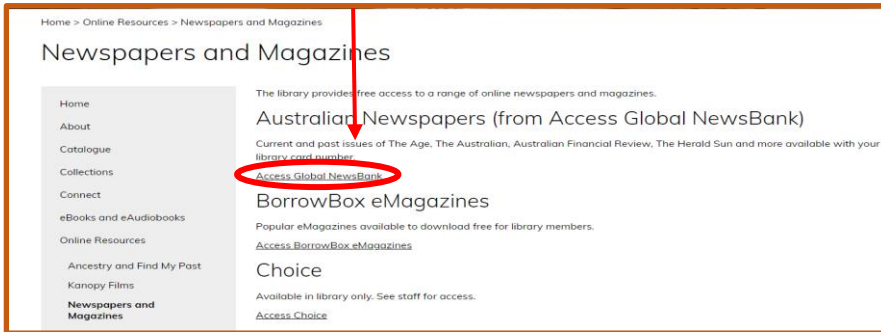 Home > Online Resources > Newspapers and Magazines
Newspapers and Magazines
Home
About
Catalogue
Collections
Connect
eBooks and eAudiobooks
Online Resources
Ancestry and Find My Past
Kanopy Films
Newspapers and
Magazines
The library provides free access to a range of online newspapers and magazines.
Australian Newspapers (from Access Global NewsBank)
Current and past issues of The Age, The Australian, Australian Financial Review, The Herald Sun and more available with your
library card number.
Access Global NewsBank
BorrowBox eMagazines
Popular eMagazines available to download free for library members.
Access BorrowBox eMagazines
Choice
Available in library only. See staff for access.
Access Choice